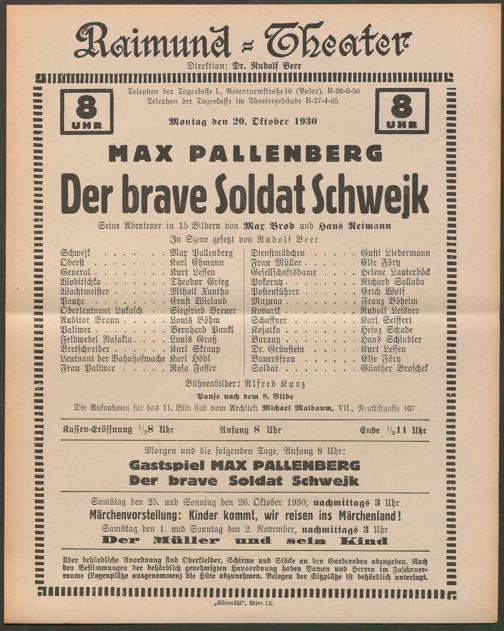 Raimund-Theater
Direktion: Dr. Rudolf Beer
Telephon der Tageskasse I., Rotenturmstraße 16 (Basar), R-26-0-50
Telephon der Tageskasse im Theatergebäude B-27-4-65
8 UHR
8 UHR
Montag den 20. Oktober 1930
MAX PALLENBERG
Der brave Soldat Schwejk
Seine Abenteuer in 15 Bildern von Max Brod und Hans Reimann
In Szene gesetzt von Rudolf Beer
Schwejk . . . . . . . Max Pallenberg
Oberst . . . . . . . Karl Ehmann
General . . . . . . . Kurt Lessen
Woditschka . . . . . . . Theodor Grieg
Wachtmeister . . . . . . . Mihail Xantho
Pantze . . . . . . . Ernst Wieland
Oberleutnant Lukasch . . . . Siegfried Breuer
Auditor Braun . . . . . . . Louis Böhm
Paliwec . . . . . . . Bernhard Pankl
Feldwebel Nasakla . . . . . Louis Groß
Bretschneider . . . . . . . Karl Skraup
Leutnant der Bahnhofwache Karl Hödl
Frau Paliwec . . . . . . . Rosa Fasser
Dienstmädchen . . . . . . . Gusti Liedermann
Frau Müller . . . . . . . Else Föry
Gesellschaftsdame . . . . . . . Helene Lauterböck
Pokorny . . . . . . . Richard Sallaba
Postenführer . . . . . . . Erich Wolf
Mazuna . . . . . . . Franz Böheim
Kovarik . . . . . . . Rudolf Leisner
Schaffner . . . . . . . Karl Seiffert
Kojatko . . . . . . . Heinz Schade
Barany . . . . . . . Hans Schindler
Dr. Grünstein . . . . . . . Kurt Lessen
Bauersfrau . . . . . . . Else Föry
Soldat . . . . . . . Günther Broschek
Bühnenbilder: Alfred Kunz
Pause nach dem 8. Bilde
Die Aufnahmen für das 11. Bild sind vom Architekt Michael Maibaum, VII., Neustiftgasse 107
Kassen-Eröffnung ½8 Uhr Anfang 8 Uhr Ende ½11 Uhr
Morgen und die folgenden Tage, Anfang 8 Uhr:
Gastspiel MAX PALLENBERG
Der brave Soldat Schwejk
Samstag den 25. und Sonntag den 26. Oktober 1930, nachmittags 3 Uhr
Märchenvorstellung: Kinder kommt, wir reisen ins Märchenland!
Samstag den 1. und Sonntag den 2. November, nachmittags 3 Uhr
Der Müller und sein Kind
Über behördliche Anordnung sind Oberkleider, Schirme und Stöcke an den Garderoben abzugeben. Nach
den Bestimmungen der behördlich genehmigten Hausordnung haben Damen und Herren im Zuschauer-
raume (Logenplätze ausgenommen) die Hüte abzunehmen. Belegen der Sitzplätze ist behördlich untersagt.
„Elbemühl“, Wien IX.